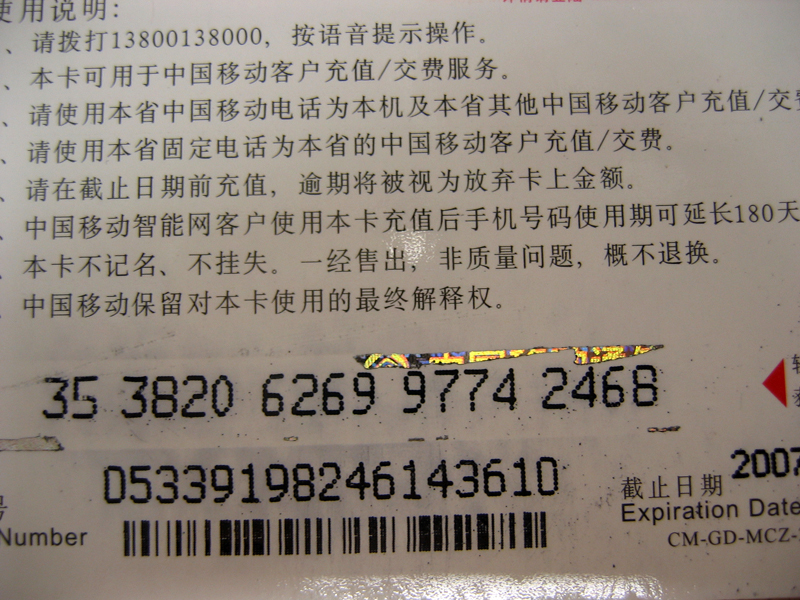 使用说明：
、请拨打13800138000，按语音提示操作。
、本卡可用于中国移动客户充值/交费服务。
、请使用本省中国移动电话为本机及本省其他中国移动客户充值/交费
、请使用本省固定电话为本省的中国移动客户充值/交费。
、请在截止日期前充值，逾期将被视为放弃卡上金额。
、中国移动智能网客户使用本卡充值后手机号码使用期可延长180天
、本卡不记名、不挂失。一经售出，非质量问题，概不退换。
、中国移动保留对本卡使用的最终解释权。
35 3820 6269 9774 2468
05339198246143610
号
Number
截止日期 2007
Expiration Date
CM-GD-MCZ-